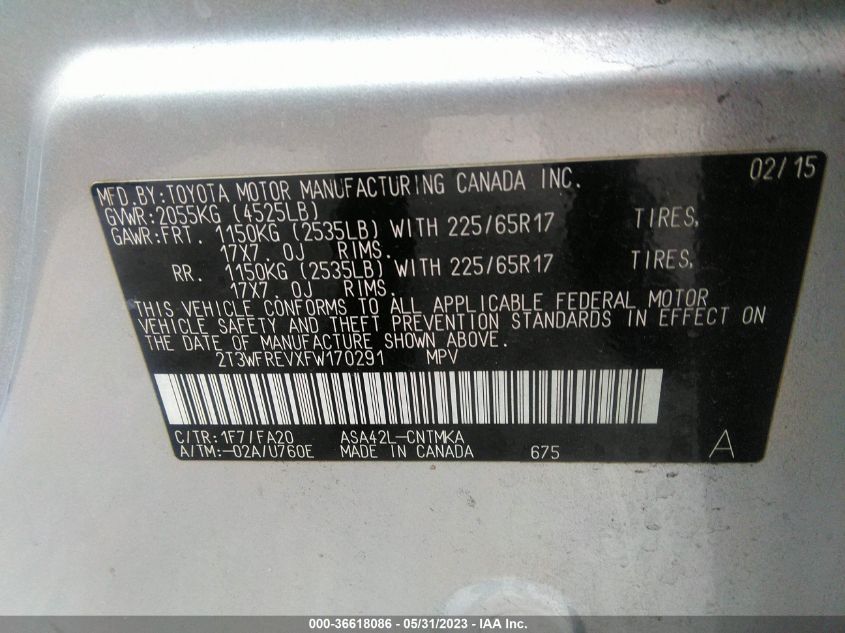 MFD.BY:TOYOTA MOTOR MANUFACTURING CANADA INC. 02/15
GVWR:2055KG (4525LB)
GAWR:FRT. 1150KG (2535LB) WITH 225/65R17 TIRES,
17X7.0J RIMS.
RR. 1150KG (2535LB) WITH 225/65R17 TIRES,
17X7.0J RIMS.
THIS VEHICLE CONFORMS TO ALL APPLICABLE FEDERAL MOTOR
VEHICLE SAFETY AND THEFT PREVENTION STANDARDS IN EFFECT ON
THE DATE OF MANUFACTURE SHOWN ABOVE.
2T3WFREVXFW170291 MPV
C/TR:1F7/FA20 ASA42L-CNTMKA
A/TM:-02A/U760E MADE IN CANADA 675 A
000-36618086 - 05/31/2023 - IAA Inc.